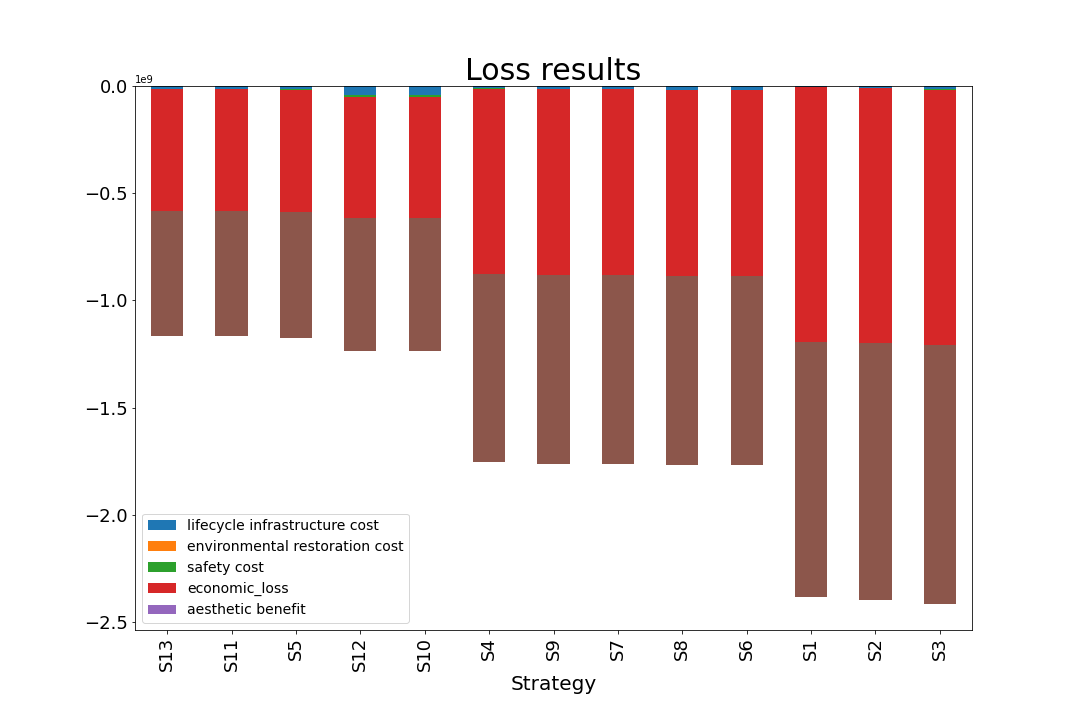 Loss results
1e9
0.0
−0.5
−1.0
−1.5
−2.0
−2.5
lifecycle infrastructure cost
environmental restoration cost
safety cost
economic_loss
aesthetic benefit
S13
S11
S5
S12
S10
S4
S9
S7
S8
S6
S1
S2
S3
Strategy